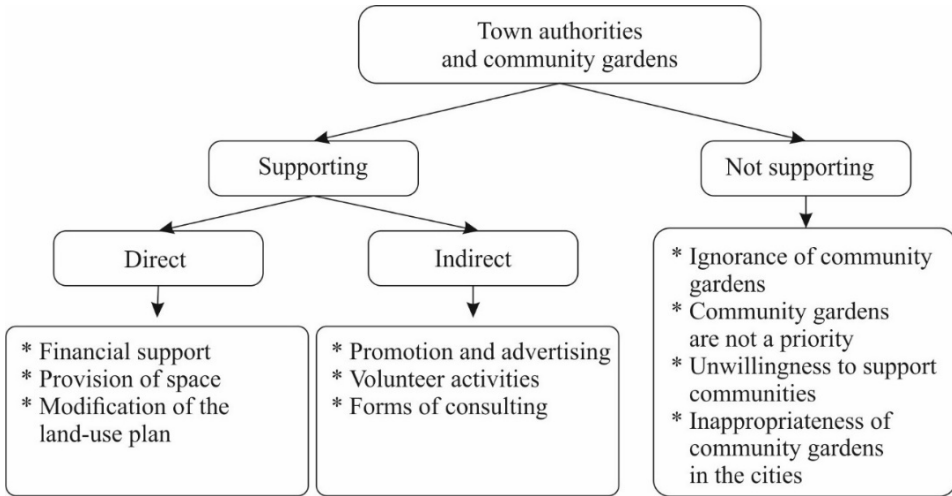 Town authorities
and community gardens
Supporting
Not supporting
Direct
Indirect
* Financial support
* Provision of space
* Modification of the
land-use plan
* Promotion and advertising
* Volunteer activities
* Forms of consulting
* Ignorance of community
gardens
* Community gardens
are not a priority
* Unwillingness to support
communities
* Inappropriateness of
community gardens
in the cities